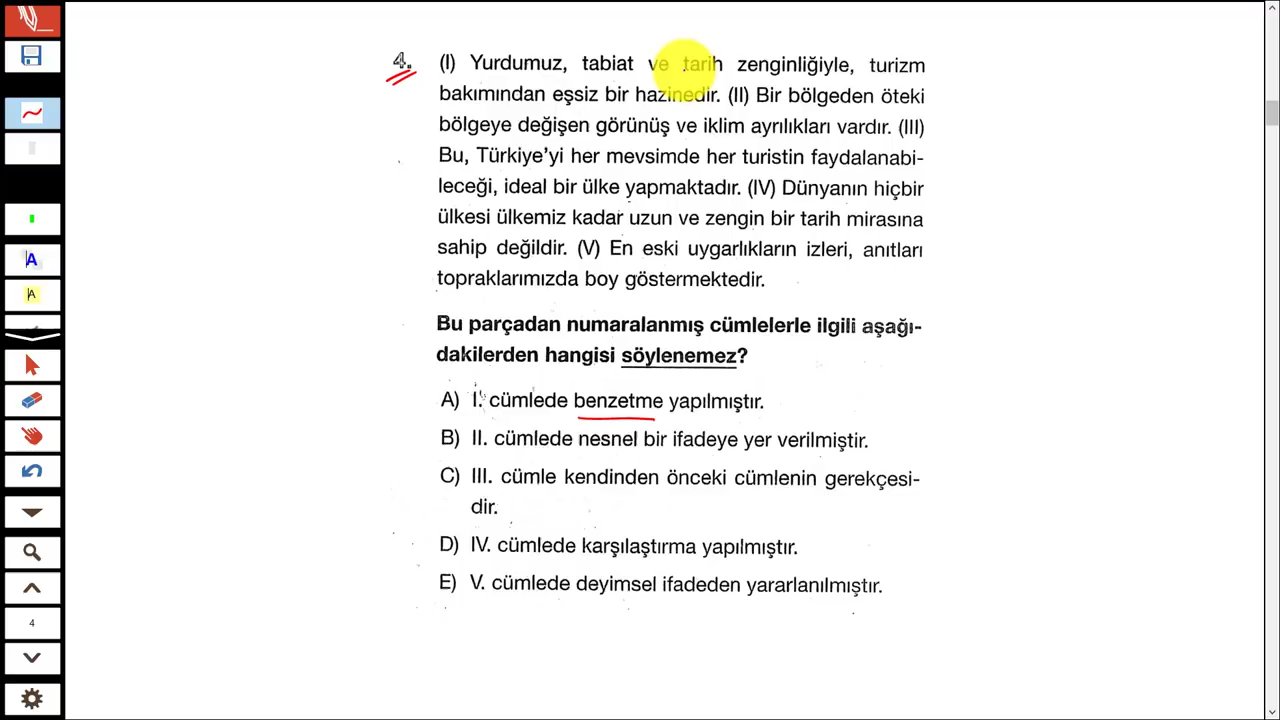 4. (I) Yurdumuz, tabiat ve tarih zenginliğiyle, turizm
bakımından eşsiz bir hazinedir. (II) Bir bölgeden öteki
bölgeye değişen görünüş ve iklim ayrılıkları vardır. (III)
Bu, Türkiye'yi her mevsimde her turistin faydalanabi-
leceği, ideal bir ülke yapmaktadır. (IV) Dünyanın hiçbir
ülkesi ülkemiz kadar uzun ve zengin bir tarih mirasına
sahip değildir. (V) En eski uygarlıkların izleri, anıtları
topraklarımızda boy göstermektedir.
Bu parçadan numaralanmış cümlelerle ilgili aşağı-
dakilerden hangisi söylenemez?
A) I. cümlede benzetme yapılmıştır.
B) II. cümlede nesnel bir ifadeye yer verilmiştir.
C) III. cümle kendinden önceki cümlenin gerekçesi-
dir.
D) IV. cümlede karşılaştırma yapılmıştır.
E) V. cümlede deyimsel ifadeden yararlanılmıştır.
A
A
4